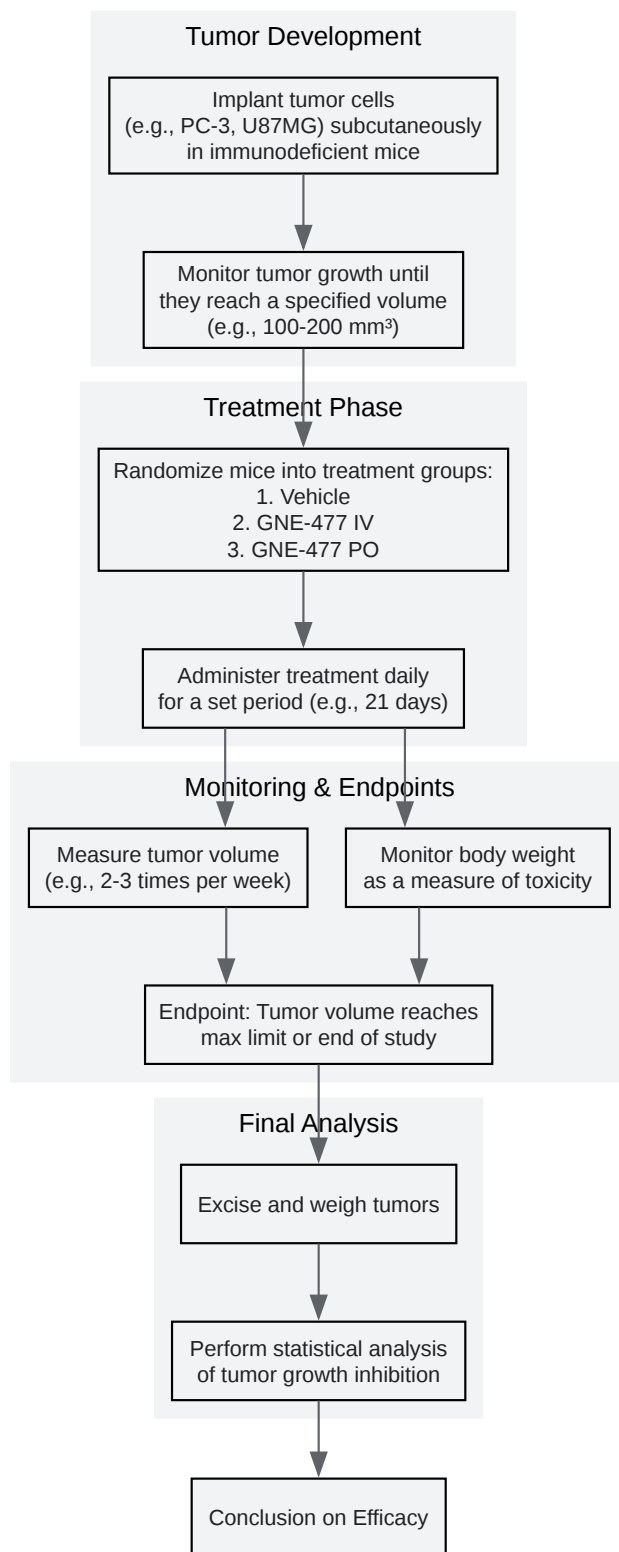 Tumor Development
Implant tumor cells
(e.g., PC-3, U87MG) subcutaneously
in immunodeficient mice
Monitor tumor growth until
they reach a specified volume
(e.g., 100-200 mm³)
Treatment Phase
Randomize mice into treatment groups:
1. Vehicle
2. GNE-477 IV
3. GNE-477 PO
Administer treatment daily
for a set period (e.g., 21 days)
Monitoring & Endpoints
Measure tumor volume
(e.g., 2-3 times per week)
Monitor body weight
as a measure of toxicity
Endpoint: Tumor volume reaches
max limit or end of study
Final Analysis
Excise and weigh tumors
Perform statistical analysis
of tumor growth inhibition
Conclusion on Efficacy